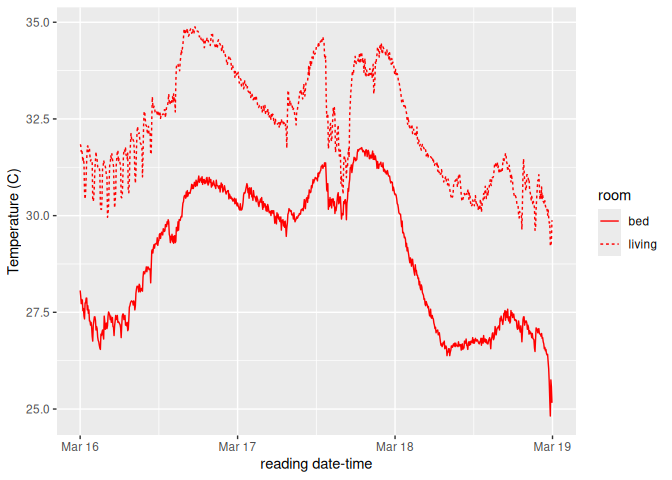 35.0
32.5
30.0
27.5
25.0
Temperature (C)
Mar 16
Mar 17
Mar 18
Mar 19
reading date-time
room
bed
living